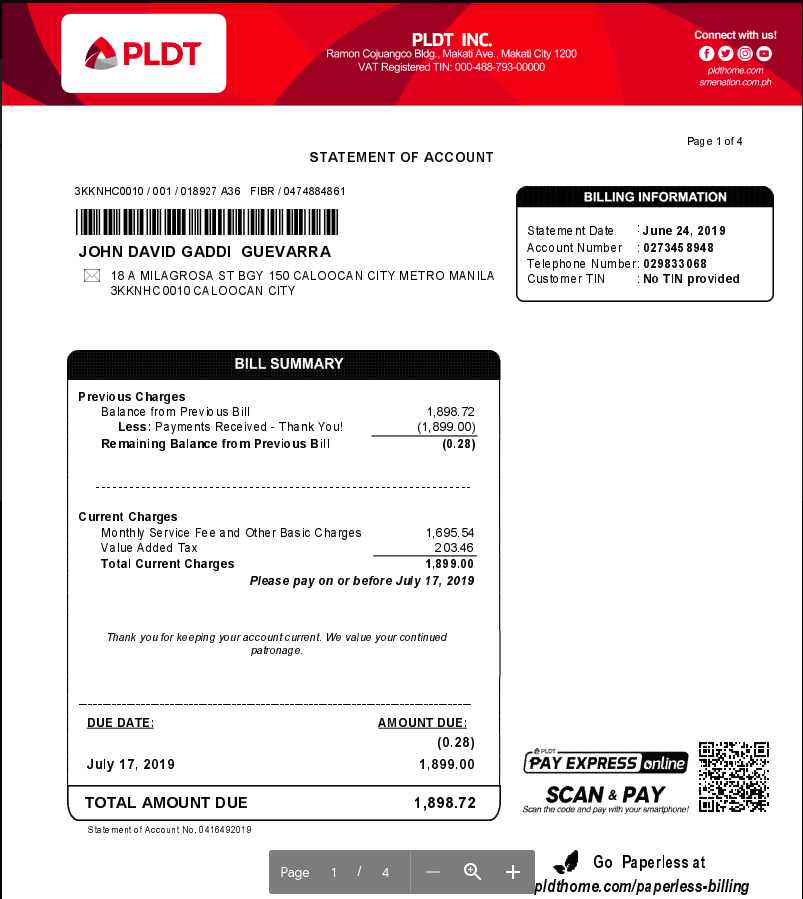 PLDT
PLDT INC.
Ramon Cojuangco Bldg., Makati Ave., Makati City 1200
VAT Registered TIN: 000-488-793-00000
Connect with us!
pldthome.com
smenation.com.ph
Page 1 of 4
STATEMENT OF ACCOUNT
3KKNHC0010 / 001 / 018927 A36 FIBR / 0474884861
JOHN DAVID GADDI GUEVARRA
18 A MILAGROSA ST BGY 150 CALOOCAN CITY METRO MANILA
3KKNHC0010 CALOOCAN CITY
BILLING INFORMATION
Statement Date : June 24, 2019
Account Number : 0273458948
Telephone Number: 029833068
Customer TIN : No TIN provided
BILL SUMMARY
Previous Charges
Balance from Previous Bill 1,898.72
Less: Payments Received - Thank You! (1,899.00)
Remaining Balance from Previous Bill (0.28)
Current Charges
Monthly Service Fee and Other Basic Charges 1,695.54
Value Added Tax 203.46
Total Current Charges 1,899.00
Please pay on or before July 17, 2019
Thank you for keeping your account current. We value your continued
patronage.
DUE DATE: AMOUNT DUE:
(0.28)
July 17, 2019 1,899.00
TOTAL AMOUNT DUE 1,898.72
Statement of Account No. 0416492019
PLDT
PAY EXPRESS online
SCAN & PAY
Scan the code and pay with your smartphone!
Go Paperless at
pldthome.com/paperless-billing
Page 1 / 4